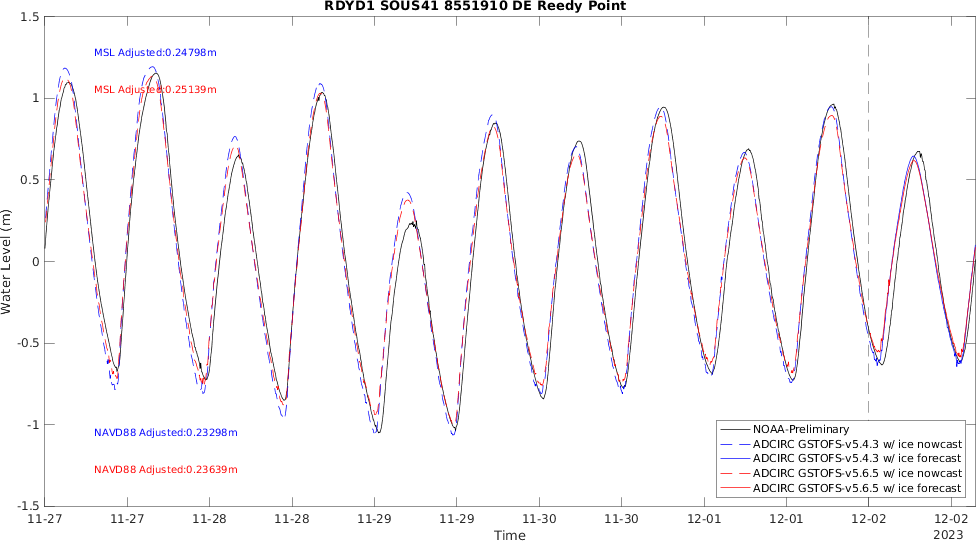 RDYD1 SOUS41 8551910 DE Reedy Point
1.5
1
0.5
0
-0.5
-1
-1.5
Water Level (m)
MSL Adjusted:0.24798m
MSL Adjusted:0.25139m
NAVD88 Adjusted:0.23298m
NAVD88 Adjusted:0.23639m
NOAA-Preliminary
ADCIRC GSTOFS-v5.4.3 w/ ice nowcast
ADCIRC GSTOFS-v5.4.3 w/ ice forecast
ADCIRC GSTOFS-v5.6.5 w/ ice nowcast
ADCIRC GSTOFS-v5.6.5 w/ ice forecast
11-27 11-27 11-28 11-28 11-29 11-29 11-30 11-30 12-01 12-01 12-02 12-02
Time
2023